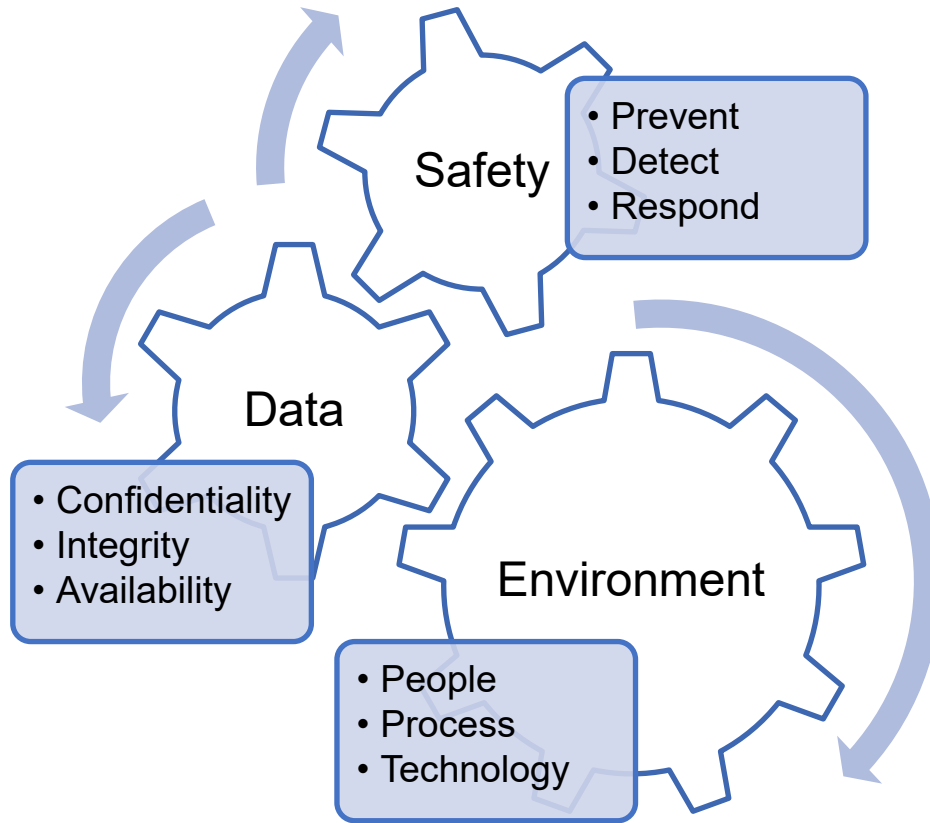 Safety
• Prevent
• Detect
• Respond
Data
• Confidentiality
• Integrity
• Availability
Environment
• People
• Process
• Technology